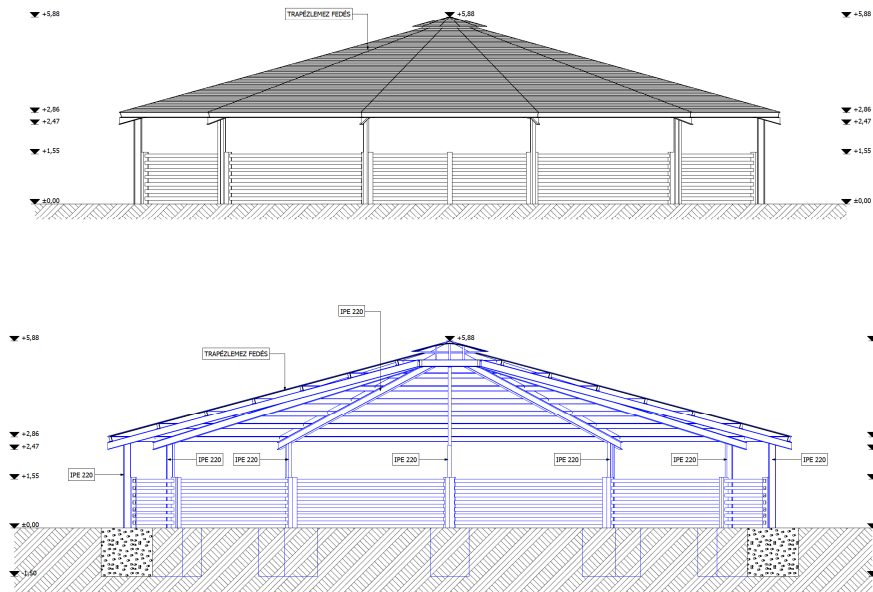 +5,88
TRAPÉZLEMEZ FEDÉS
+5,88
+5,88
+2,86
+2,86
+2,47
+2,47
+1,55
+1,55
±0,00
±0,00
IPE 220
+5,88
+5,88
TRAPÉZLEMEZ FEDÉS
+2,86
+2,47
IPE 220
IPE 220
IPE 220
IPE 220
IPE 220
IPE 220
IPE 220
+1,55
±0,00
-1,50